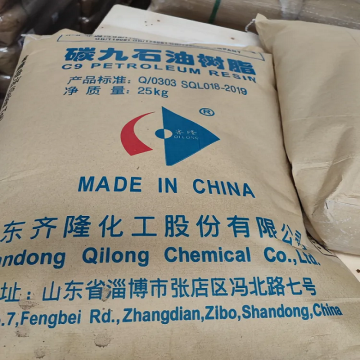 碳九石油树脂
C9 PETROLEUM RESIN
产品标准: Q/0303 SQL018-2019
净 质 量: 25kg
®
MADE IN CHINA
东齐隆化工股份有限公
andong Qilong Chemical Co.,Ltd.
址: 山东省淄博市张店区冯北路七号
o.7,Fengbei Rd.,Zhangdian,Zibo,Shandong,China